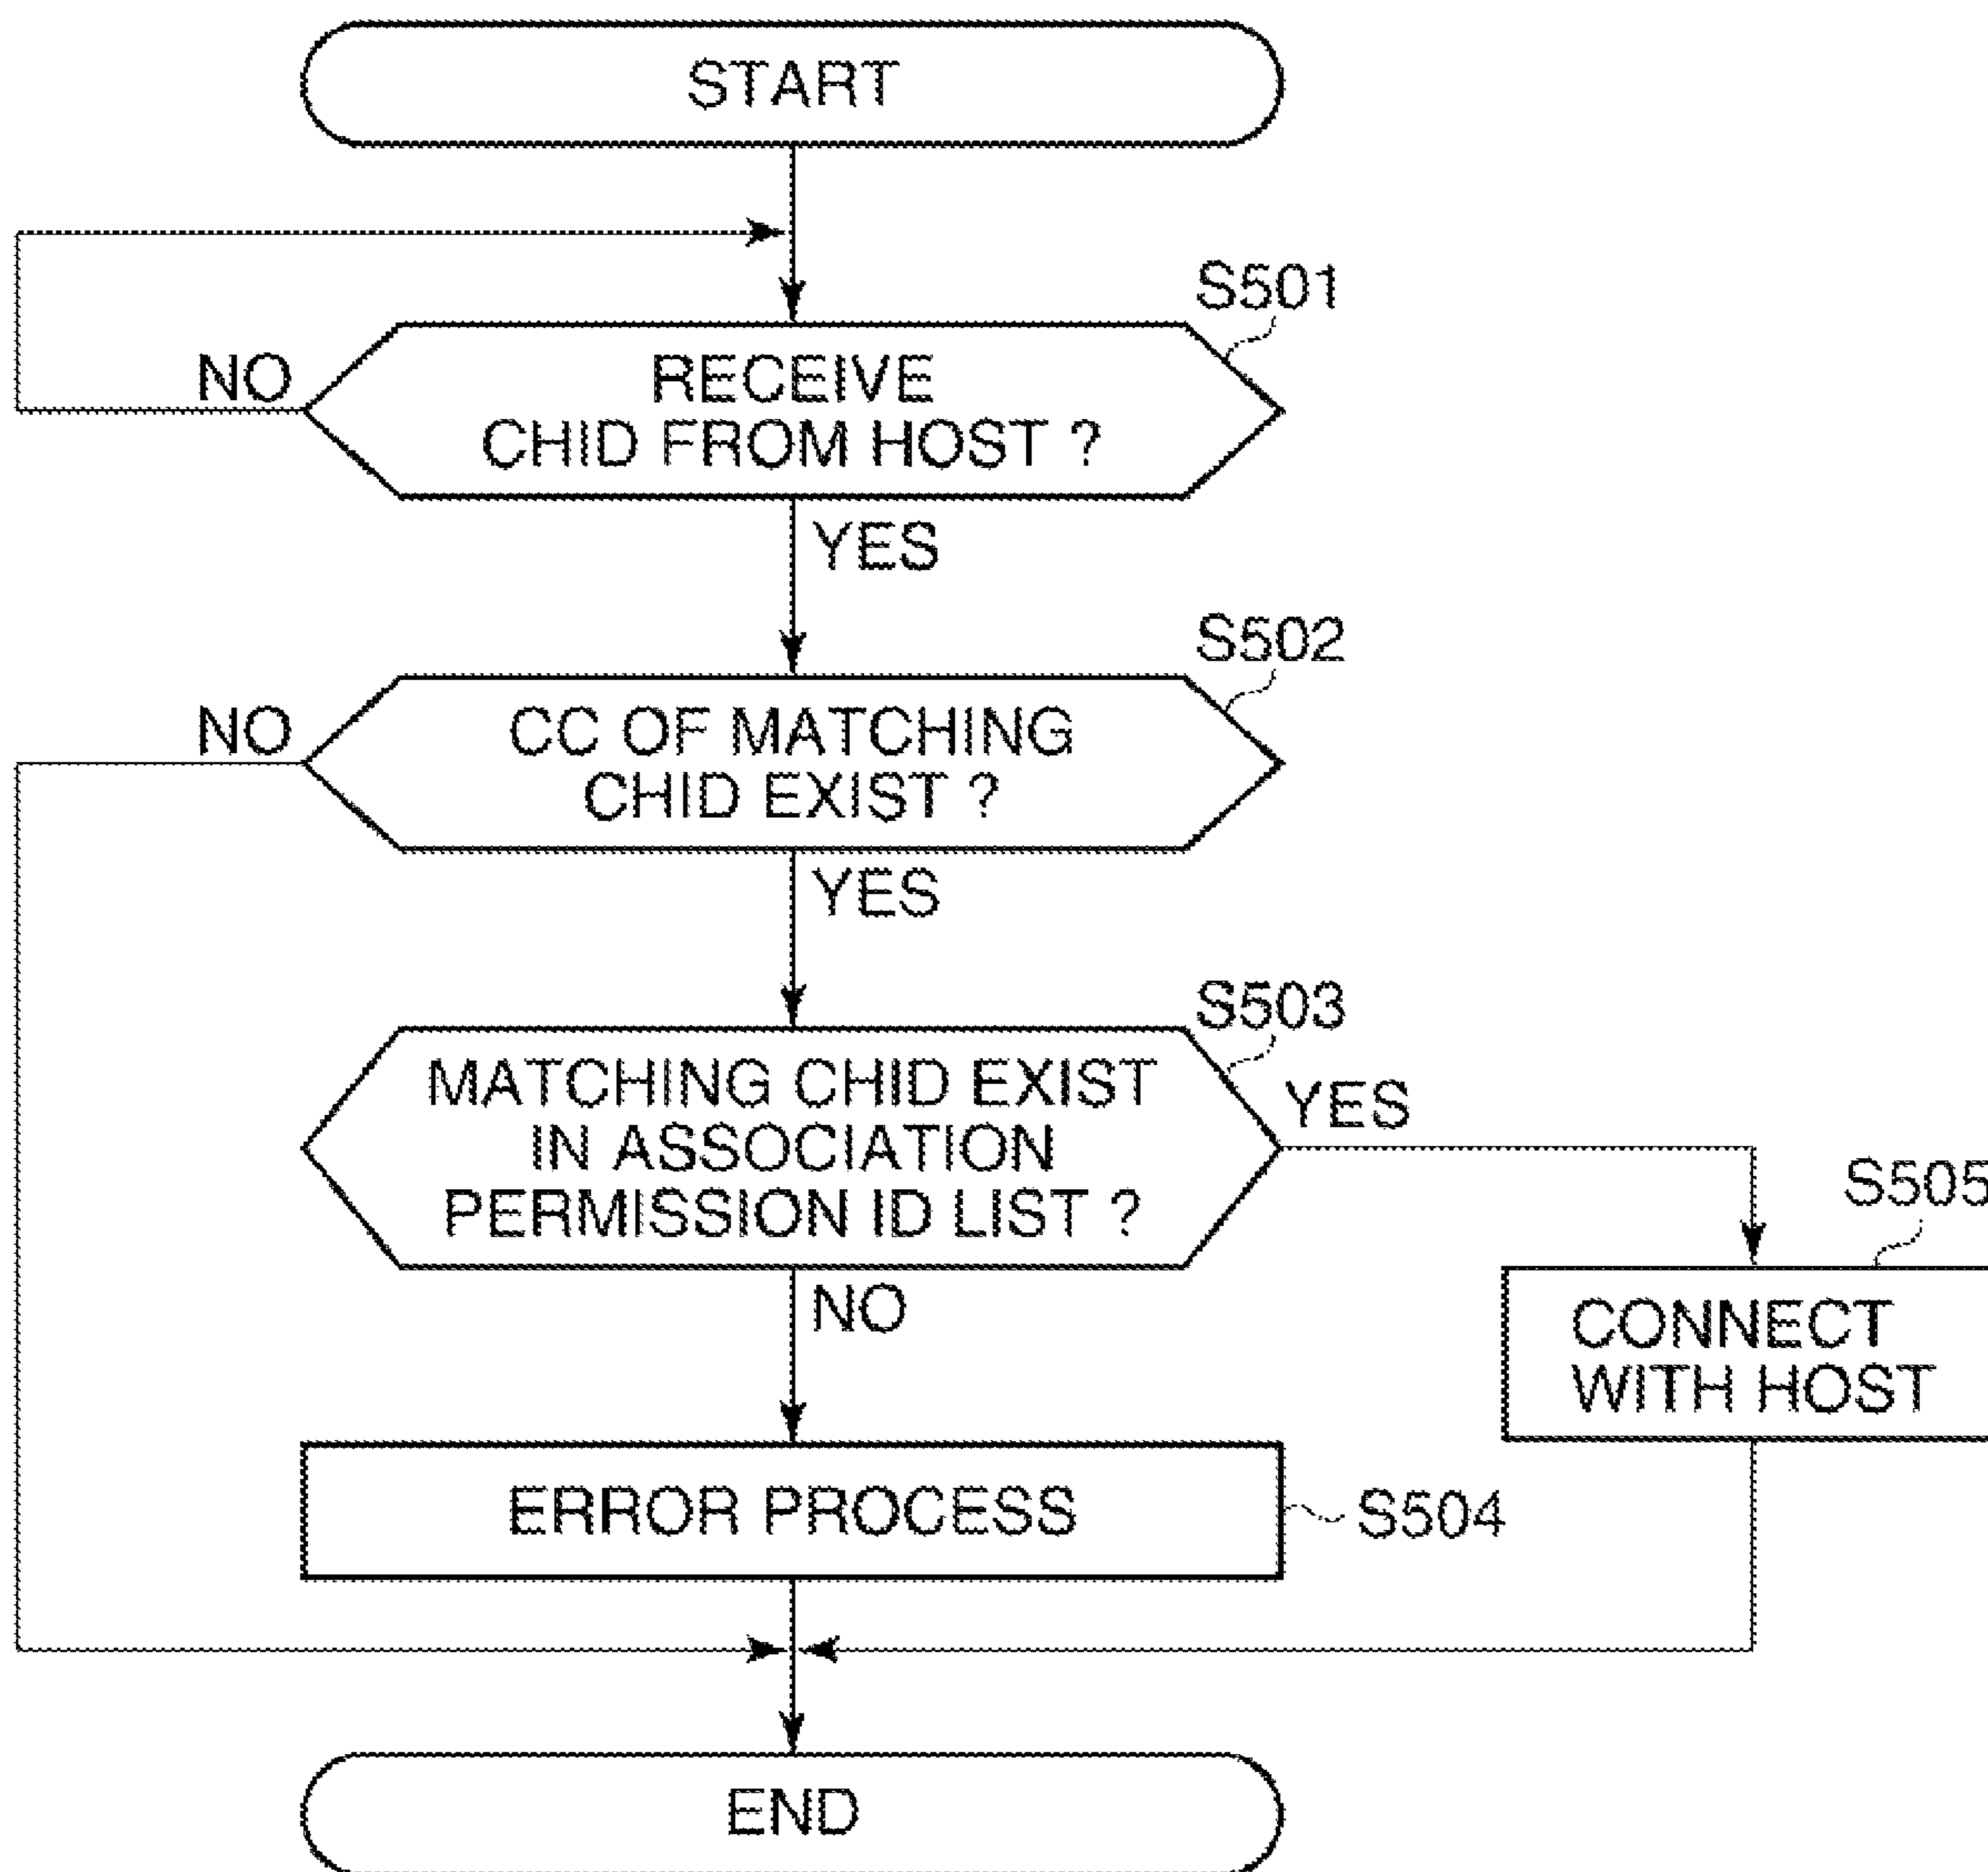 START
S501
NO
RECEIVE
CHID FROM HOST ?
YES
S502
NO
CC OF MATCHING
CHID EXIST ?
YES
S503
MATCHING CHID EXIST
IN ASSOCIATION
PERMISSION ID LIST ?
YES
S505
NO
CONNECT
WITH HOST
ERROR PROCESS
S504
END